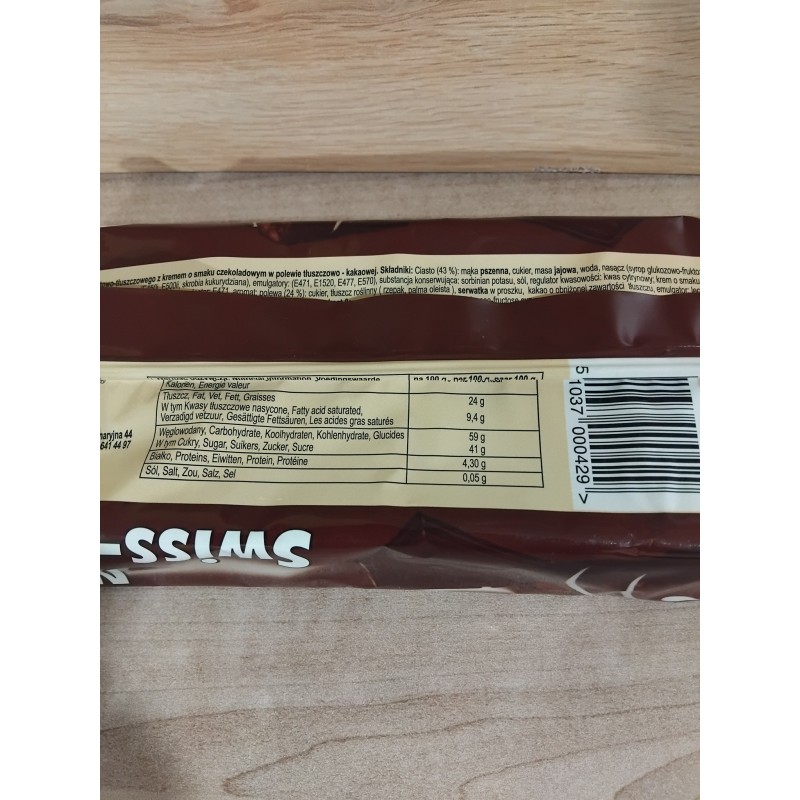 tłuszczowego z kremem o smaku czekoladowym w polewie tłuszczowo - kakaowej. Składniki: Ciasto (43 %): mąka pszenna, cukier, masa jajowa, woda, nasącz (syrop glukozowo-frukto
E500ii, skrobia kukurydziana), emulgatory: (E471, E1520, E477, E570), substancja konserwująca: sorbinian potasu, sól, regulator kwasowości: kwas cytrynowy; krem o smaku
E471, aromat; polewa (24 %): cukier, tłuszcz roślinny ( rzepak, palma oleista ), serwatka w proszku, kakao o obniżonej zawartości tłuszczu, emulgator:
na 100 g
Kalorien, Energie valeur
Tłuszcz, Fat, Vet, Fett, Graisses 24 g
W tym Kwasy tłuszczowe nasycone, Fatty acid saturated,
Verzadigd vetzuur, Gesättigte Fettsäuren, Les acides gras saturés 9,4 g
Węglowodany, Carbohydrate, Koolhydraten, Kohlenhydrate, Glucides 59 g
W tym Cukry, Sugar, Suikers, Zucker, Sucre 41 g
Białko, Proteins, Eiwitten, Protein, Protéine 4,30 g
Sól, Salt, Zou, Salz, Sel 0,05 g
aryjna 44
641 44 97
5 1037 000429 >
SWISS-